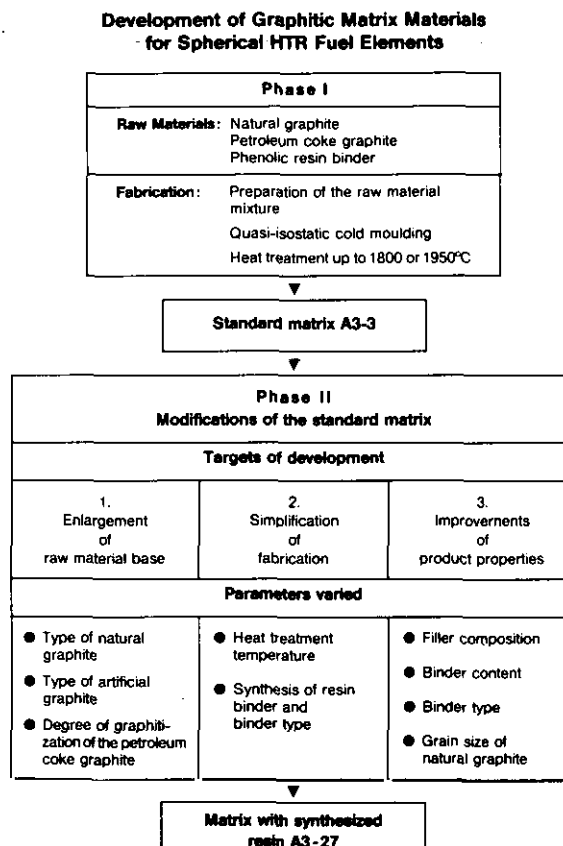 Development of Graphitic Matrix Materials
for Spherical HTR Fuel Elements
Phase I
Raw Materials: Natural graphite
Petroleum coke graphite
Phenolic resin binder
Fabrication: Preparation of the raw material
mixture
Quasi-isostatic cold moulding
Heat treatment up to 1800 or 1950°C
Standard matrix A3-3
Phase II
Modifications of the standard matrix
Targets of development
1.
Enlargement
of
raw material base
2.
Simplification
of
fabrication
3.
Improvements
of
product properties
Parameters varied
● Type of natural
graphite
● Type of artificial
graphite
● Degree of graphiti-
zation of the petroleum
coke graphite
● Heat treatment
temperature
● Synthesis of resin
binder and
binder type
● Filler composition
● Binder content
● Binder type
● Grain size of
natural graphite
Matrix with synthesized
resin A3-27